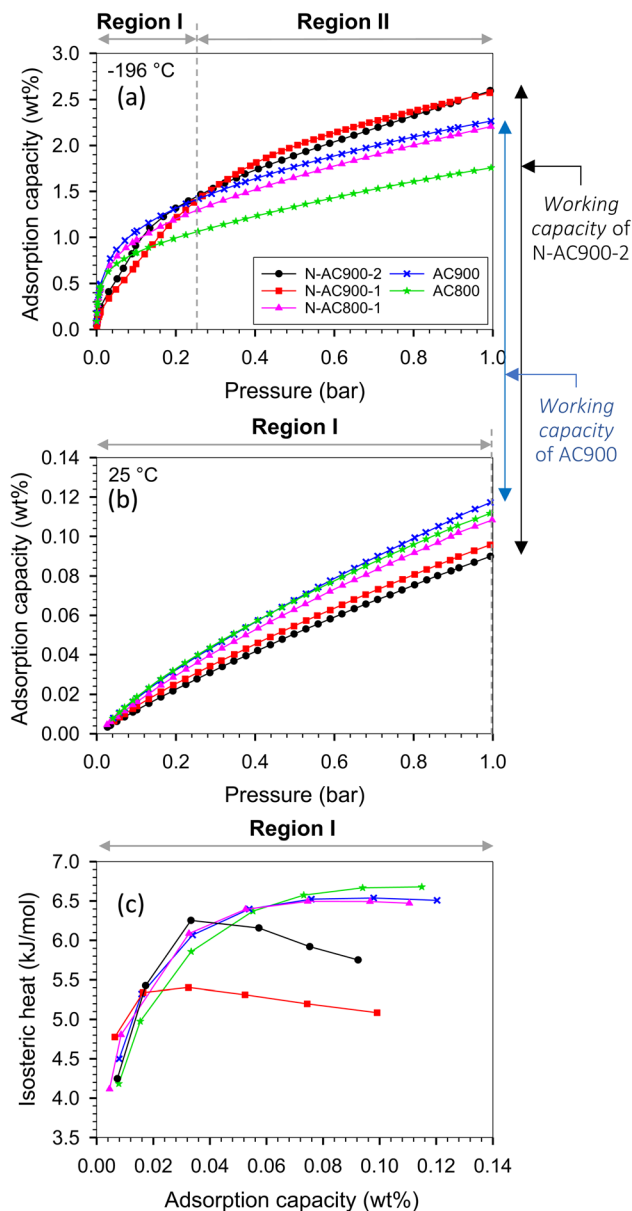 Region I Region II
3.0
2.5
2.0
1.5
1.0
0.5
0.0
Adsorption capacity (wt%)
-196 °C
(a)
N-AC900-2
N-AC900-1
N-AC800-1
AC900
AC800
0.0 0.2 0.4 0.6 0.8 1.0
Pressure (bar)
Working
capacity of
N-AC900-2
Working
capacity
of AC900
Region I
0.14
0.12
0.10
0.08
0.06
0.04
0.02
0.00
Adsorption capacity (wt%)
25 °C
(b)
0.0 0.2 0.4 0.6 0.8 1.0
Pressure (bar)
Region I
7.0
6.5
6.0
5.5
5.0
4.5
4.0
3.5
Isosteric heat (kJ/mol)
(c)
0.00 0.02 0.04 0.06 0.08 0.10 0.12 0.14
Adsorption capacity (wt%)